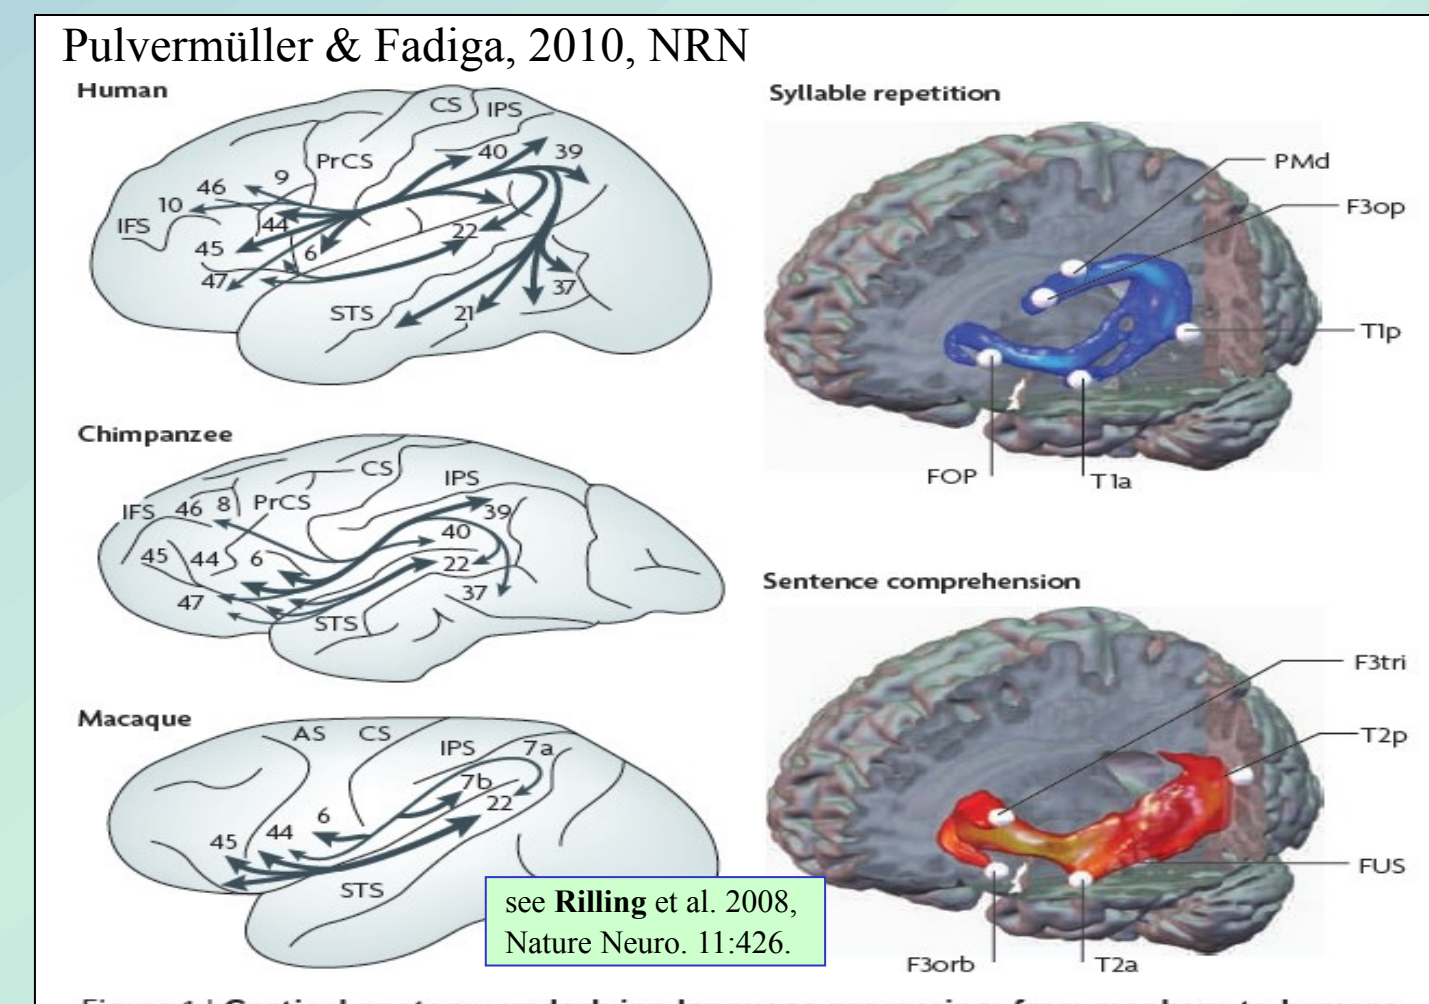 Pulvermüller & Fadiga, 2010, NRN
Human
CS IPS
PrCS 40 39
9
46
10
IFS 44
45 6 22
47 37
STS 21
Chimpanzee
CS IPS
IFS 46 8 PrCS 39
40
45 44 6 22
47 37
STS
Macaque
AS CS IPS 7a
7b
6 22
45 44
STS
see Rilling et al. 2008,
Nature Neuro. 11:426.
Syllable repetition
PMd
F3op
T1p
FOP T1a
Sentence comprehension
F3tri
T2p
FUS
F3orb T2a